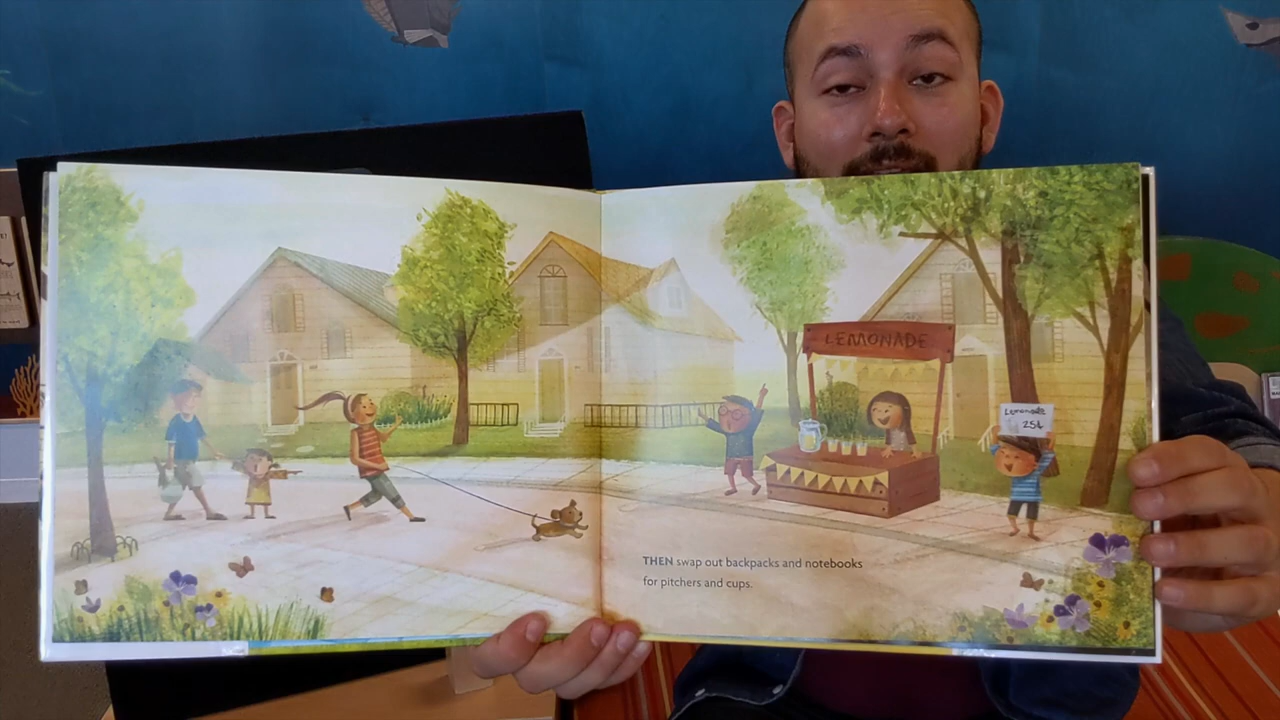 LEMONADE
Lemonade
25¢
THEN swap out backpacks and notebooks
for pitchers and cups.